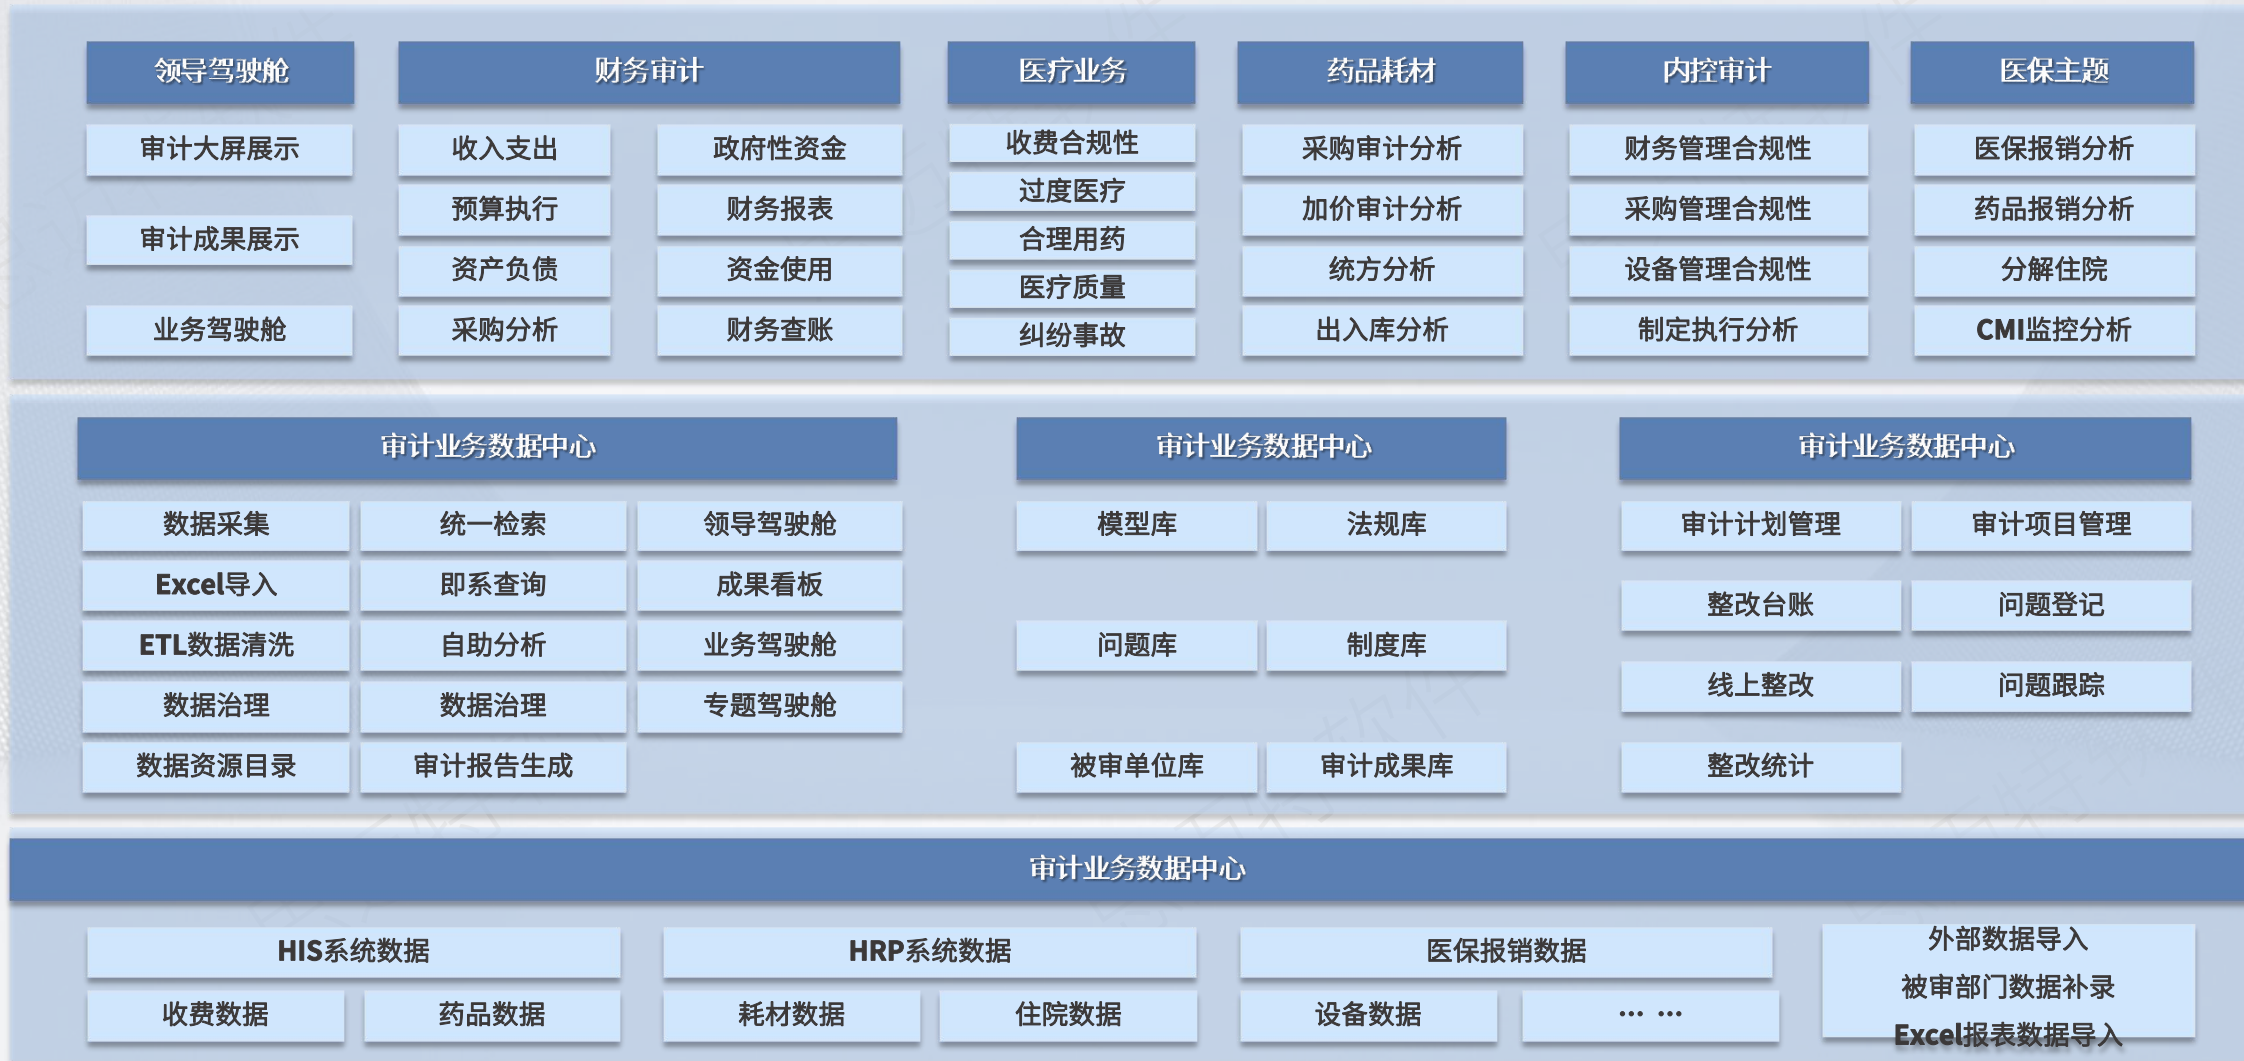 领导驾驶舱
审计大屏展示
审计成果展示
业务驾驶舱
财务审计
收入支出
政府性资金
预算执行
财务报表
资产负债
资金使用
采购分析
财务查账
医疗业务
收费合规性
过度医疗
合理用药
医疗质量
纠纷事故
药品耗材
采购审计分析
加价审计分析
统方分析
出入库分析
内控审计
财务管理合规性
采购管理合规性
设备管理合规性
制定执行分析
医保主题
医保报销分析
药品报销分析
分解住院
CMI监控分析
审计业务数据中心
数据采集
统一检索
领导驾驶舱
Excel导入
即系查询
成果看板
ETL数据清洗
自助分析
业务驾驶舱
数据治理
数据治理
专题驾驶舱
数据资源目录
审计报告生成
审计业务数据中心
模型库
法规库
问题库
制度库
被审单位库
审计成果库
审计业务数据中心
审计计划管理
审计项目管理
整改台账
问题登记
线上整改
问题跟踪
整改统计
审计业务数据中心
HIS系统数据
HRP系统数据
医保报销数据
收费数据
药品数据
耗材数据
住院数据
设备数据
… …
外部数据导入
被审部门数据补录
Excel报表数据导入